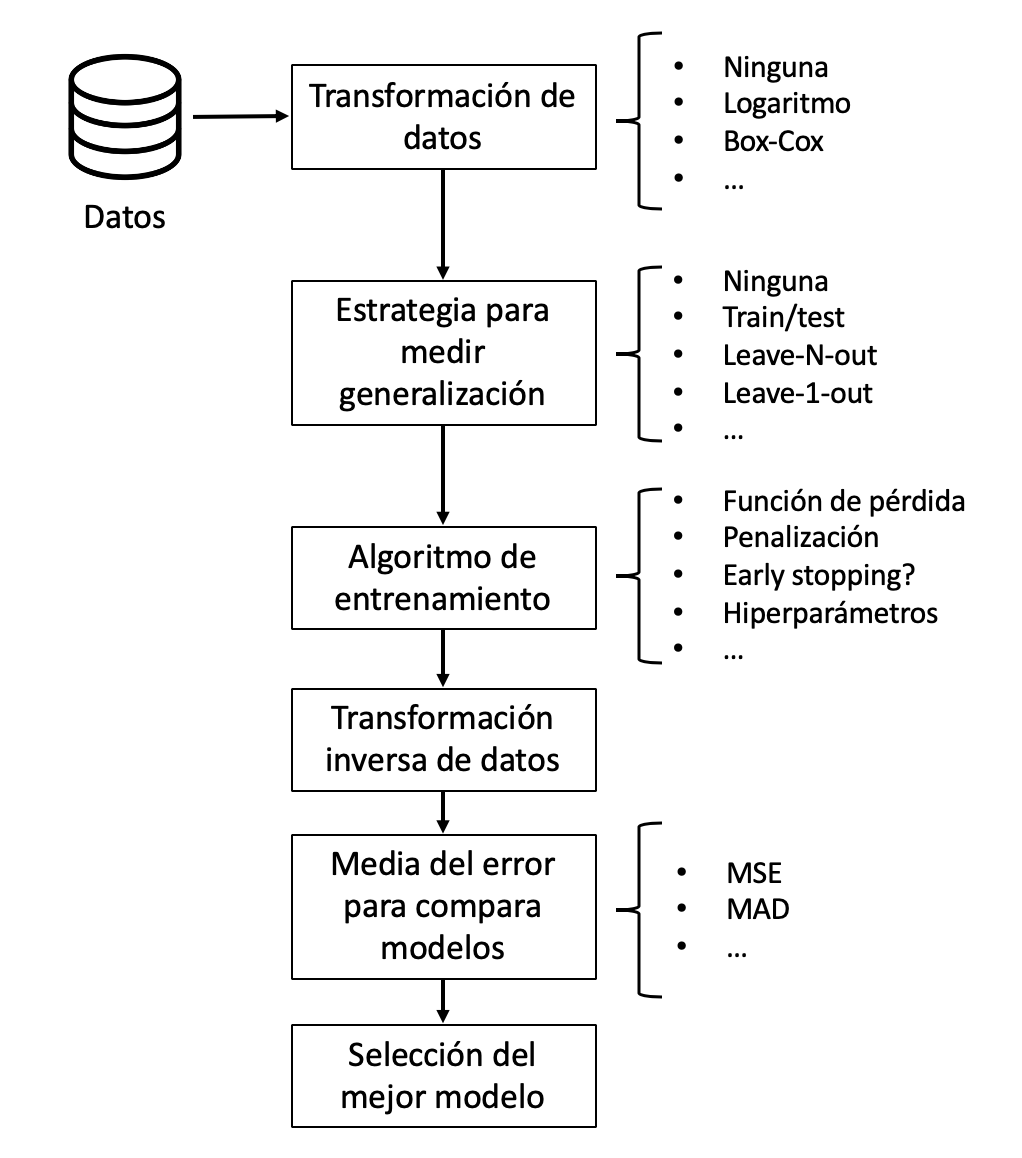 Datos
Transformación de
datos
• Ninguna
• Logaritmo
• Box-Cox
• ...
Estrategia para
medir
generalización
• Ninguna
• Train/test
• Leave-N-out
• Leave-1-out
• ...
Algoritmo de
entrenamiento
• Función de pérdida
• Penalización
• Early stopping?
• Hiperparámetros
• ...
Transformación
inversa de datos
Media del error
para compara
modelos
• MSE
• MAD
• ...
Selección del
mejor modelo